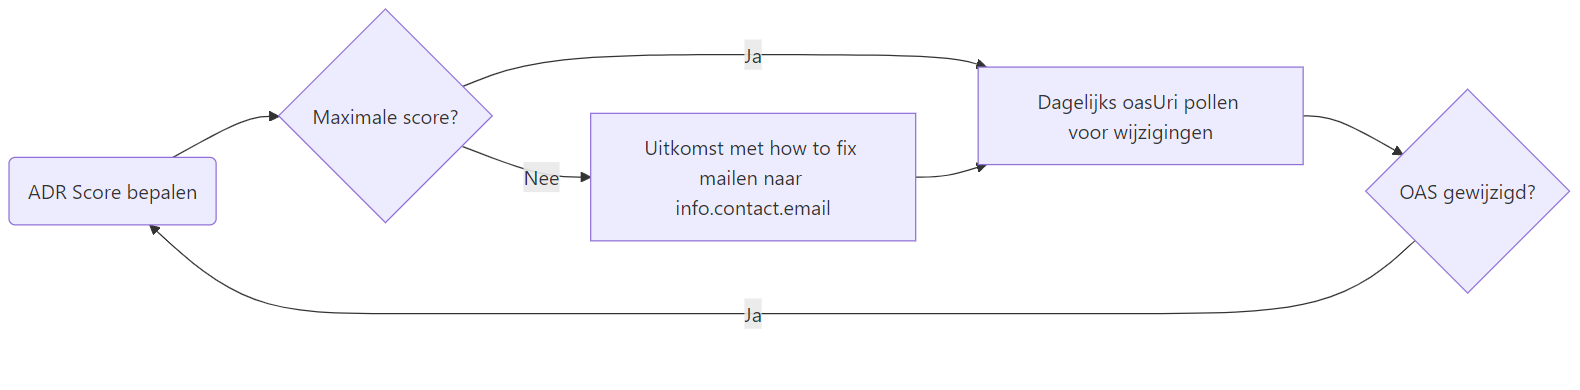 ADR Score bepalen
Maximale score?
Ja
Nee
Uitkomst met how to fix
mailen naar
info.contact.email
Dagelijks oasUri pollen
voor wijzigingen
OAS gewijzigd?
Ja